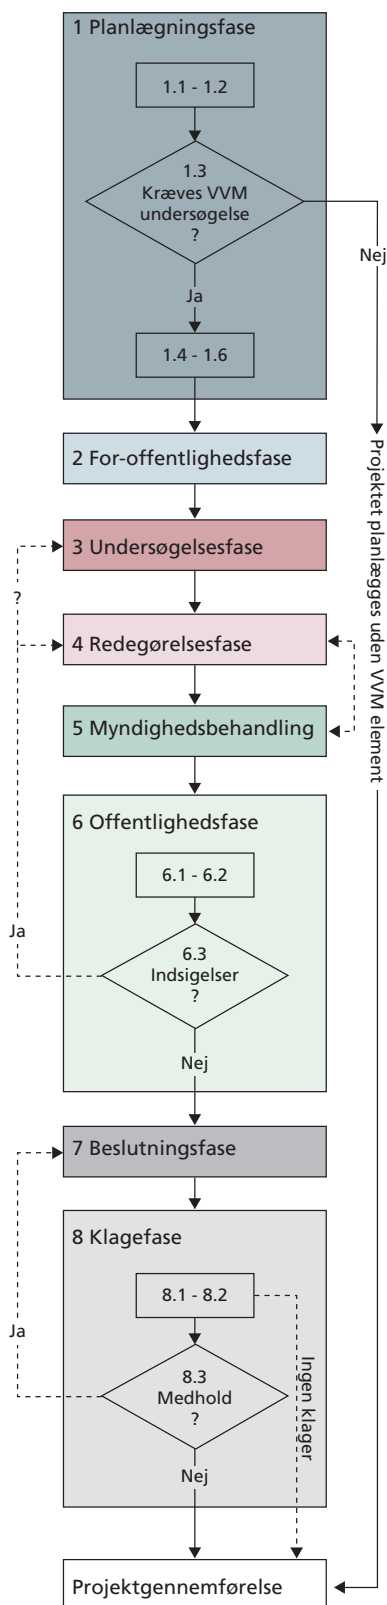 1 Planlægningsfase
1.1 - 1.2
1.3
Kræves VVM
undersøgelse
?
Nej
Ja
1.4 - 1.6
Projektet planlægges uden VVM element
2 For-offentlighedsfase
3 Undersøgelsesfase
?
4 Redegørelsesfase
5 Myndighedsbehandling
6 Offentlighedsfase
6.1 - 6.2
6.3
Indsigelser
?
Ja
Nej
7 Beslutningsfase
8 Klagefase
8.1 - 8.2
Ja
Ingen klager
8.3
Medhold
?
Nej
Projektgennemførelse